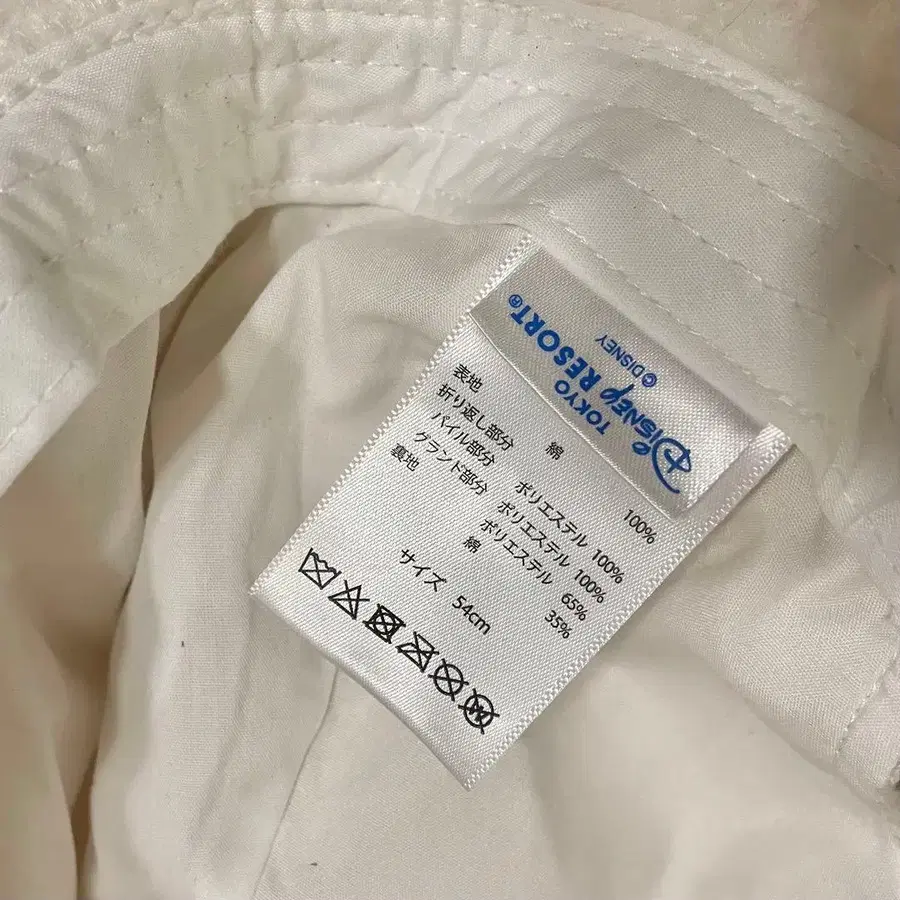 TOKYO
Disney RESORT®
©DISNEY
表地 綿 100%
折り返し部分
パイル部分 ポリエステル 100%
グランド部分 ポリエステル 100%
裏地 ポリエステル 65%
綿 35%
サイズ 54cm